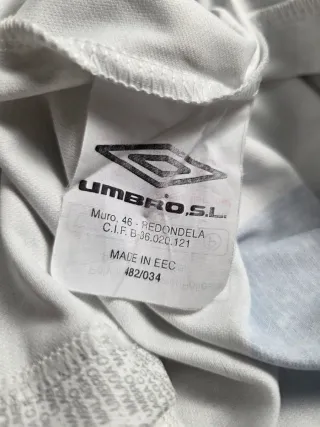 UMBRO,S.L.
Muro, 46 - REDONDELA
C.I.F. B-36.020.121
MADE IN EEC
482/034